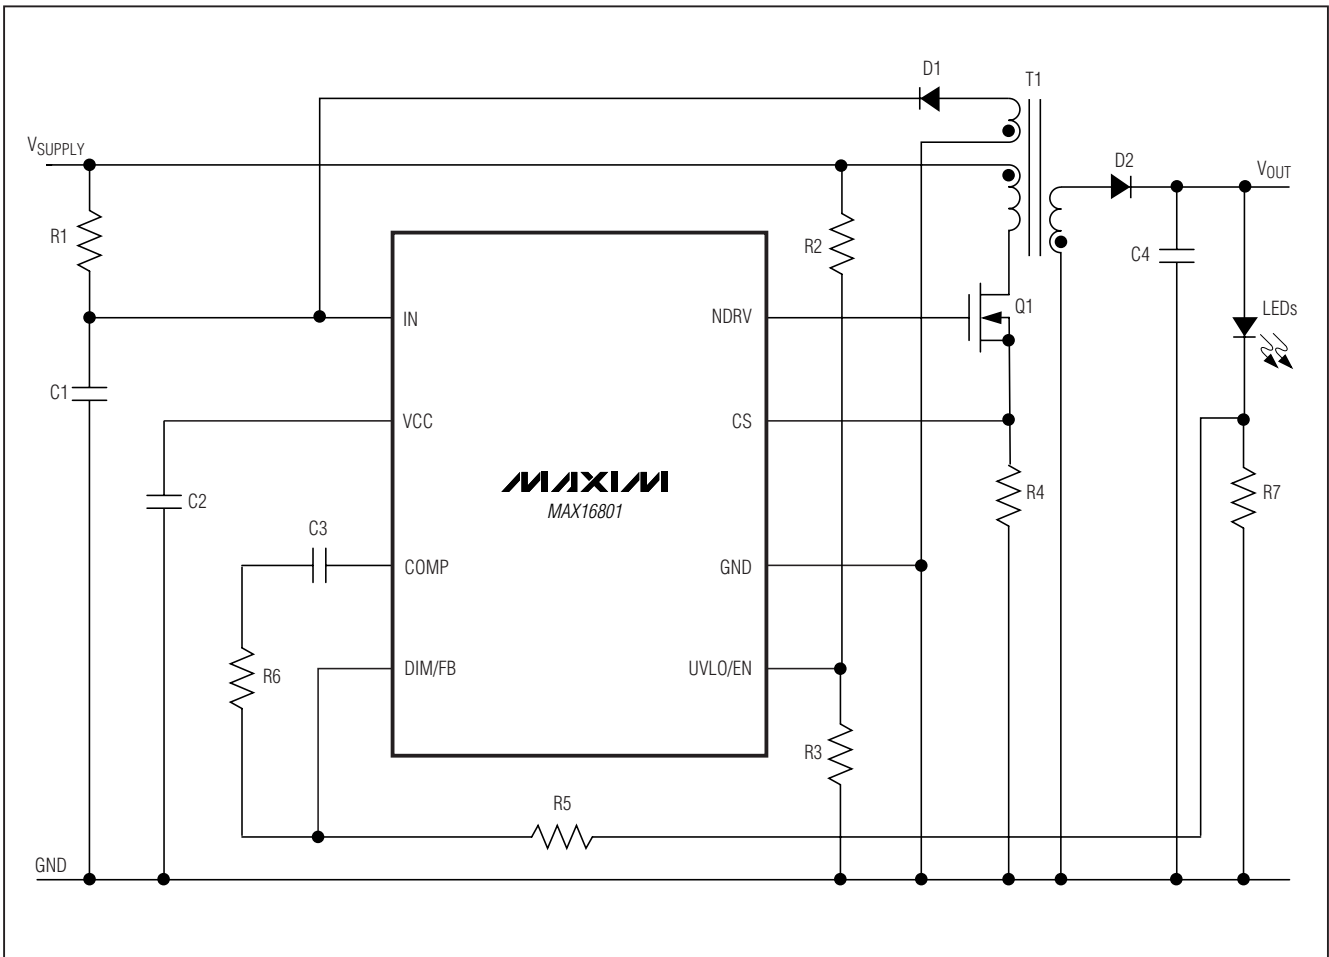 D1
T1
VSUPPLY
D2
VOUT
R1
R2
C4
IN
NDRV
Q1
LEDs
C1
VCC
CS
MAXIM
MAX16801
R4
R7
C2
C3
COMP
GND
R6
DIM/FB
UVLO/EN
R3
R5
GND